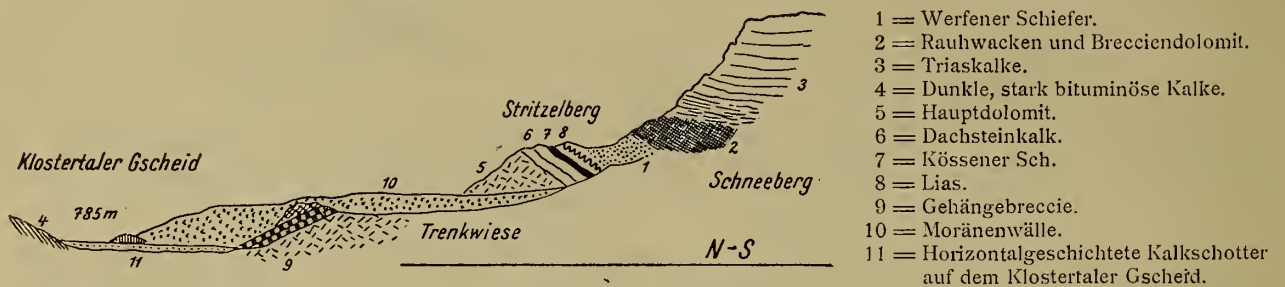 Klostertaler Gscheid
785m
4
11
10
9
Trenkwiese
Stritzelberg
5
6 7 8
1
2
3
Schneeberg
N-S
1 = Werfener Schiefer.
2 = Rauhwacken und Brecciendolomit.
3 = Triaskalke.
4 = Dunkle, stark bituminöse Kalke.
5 = Hauptdolomit.
6 = Dachsteinkalk.
7 = Kössener Sch.
8 = Lias.
9 = Gehängebreccie.
10 = Moränenwälle.
11 = Horizontalgeschichtete Kalkschotter
auf dem Klostertaler Gscheid.